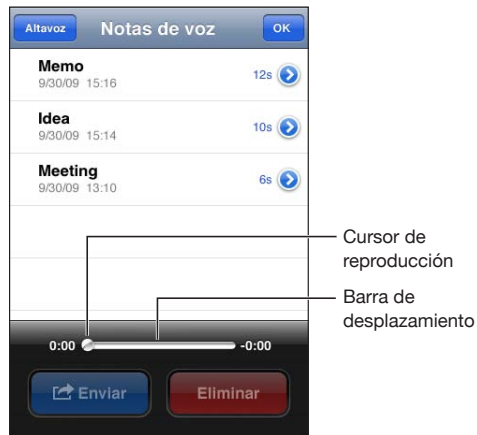 Altavoz Notas de voz OK
Memo
9/30/09 15:16 12s
Idea
9/30/09 15:14 10s
Meeting
9/30/09 13:10 6s
Cursor de
reproducción
Barra de
desplazamiento
0:00 -0:00
Enviar Eliminar